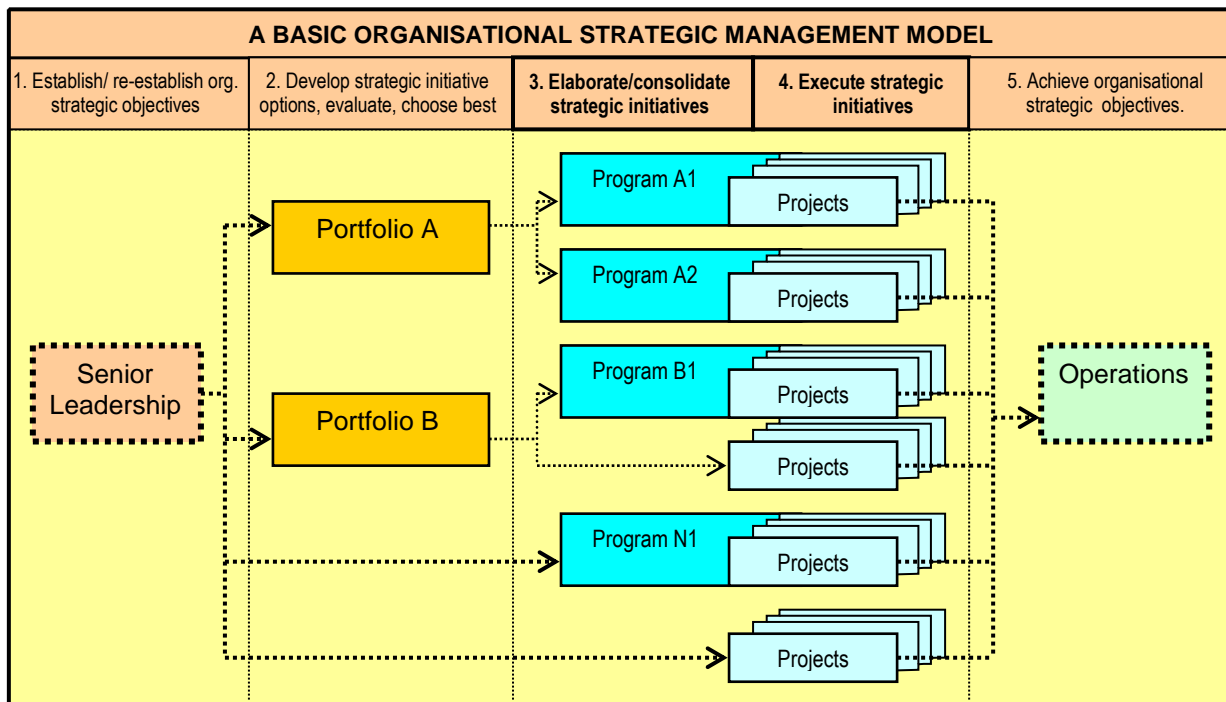 A BASIC ORGANISATIONAL STRATEGIC MANAGEMENT MODEL
1. Establish/ re-establish org.
strategic objectives
2. Develop strategic initiative
options, evaluate, choose best
3. Elaborate/consolidate
strategic initiatives
4. Execute strategic
initiatives
5. Achieve organisational
strategic objectives.
Program A1
Projects
Portfolio A
Program A2
Projects
Senior
Leadership
Program B1
Projects
Operations
Portfolio B
Projects
Program N1
Projects
Projects